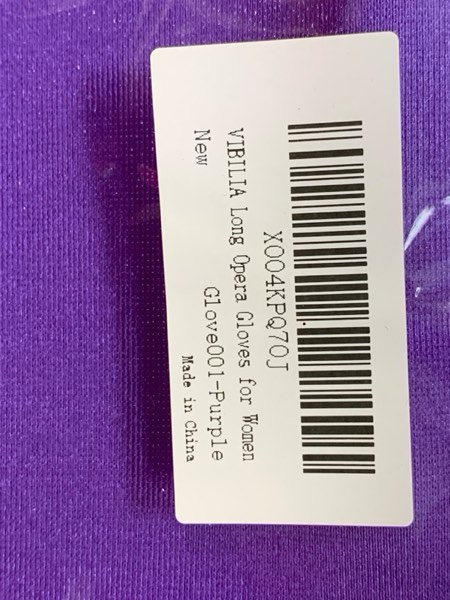 X004KPQ70J
VIBILIA Long Opera Gloves for Women
Glove001-Purple
New
Made in China